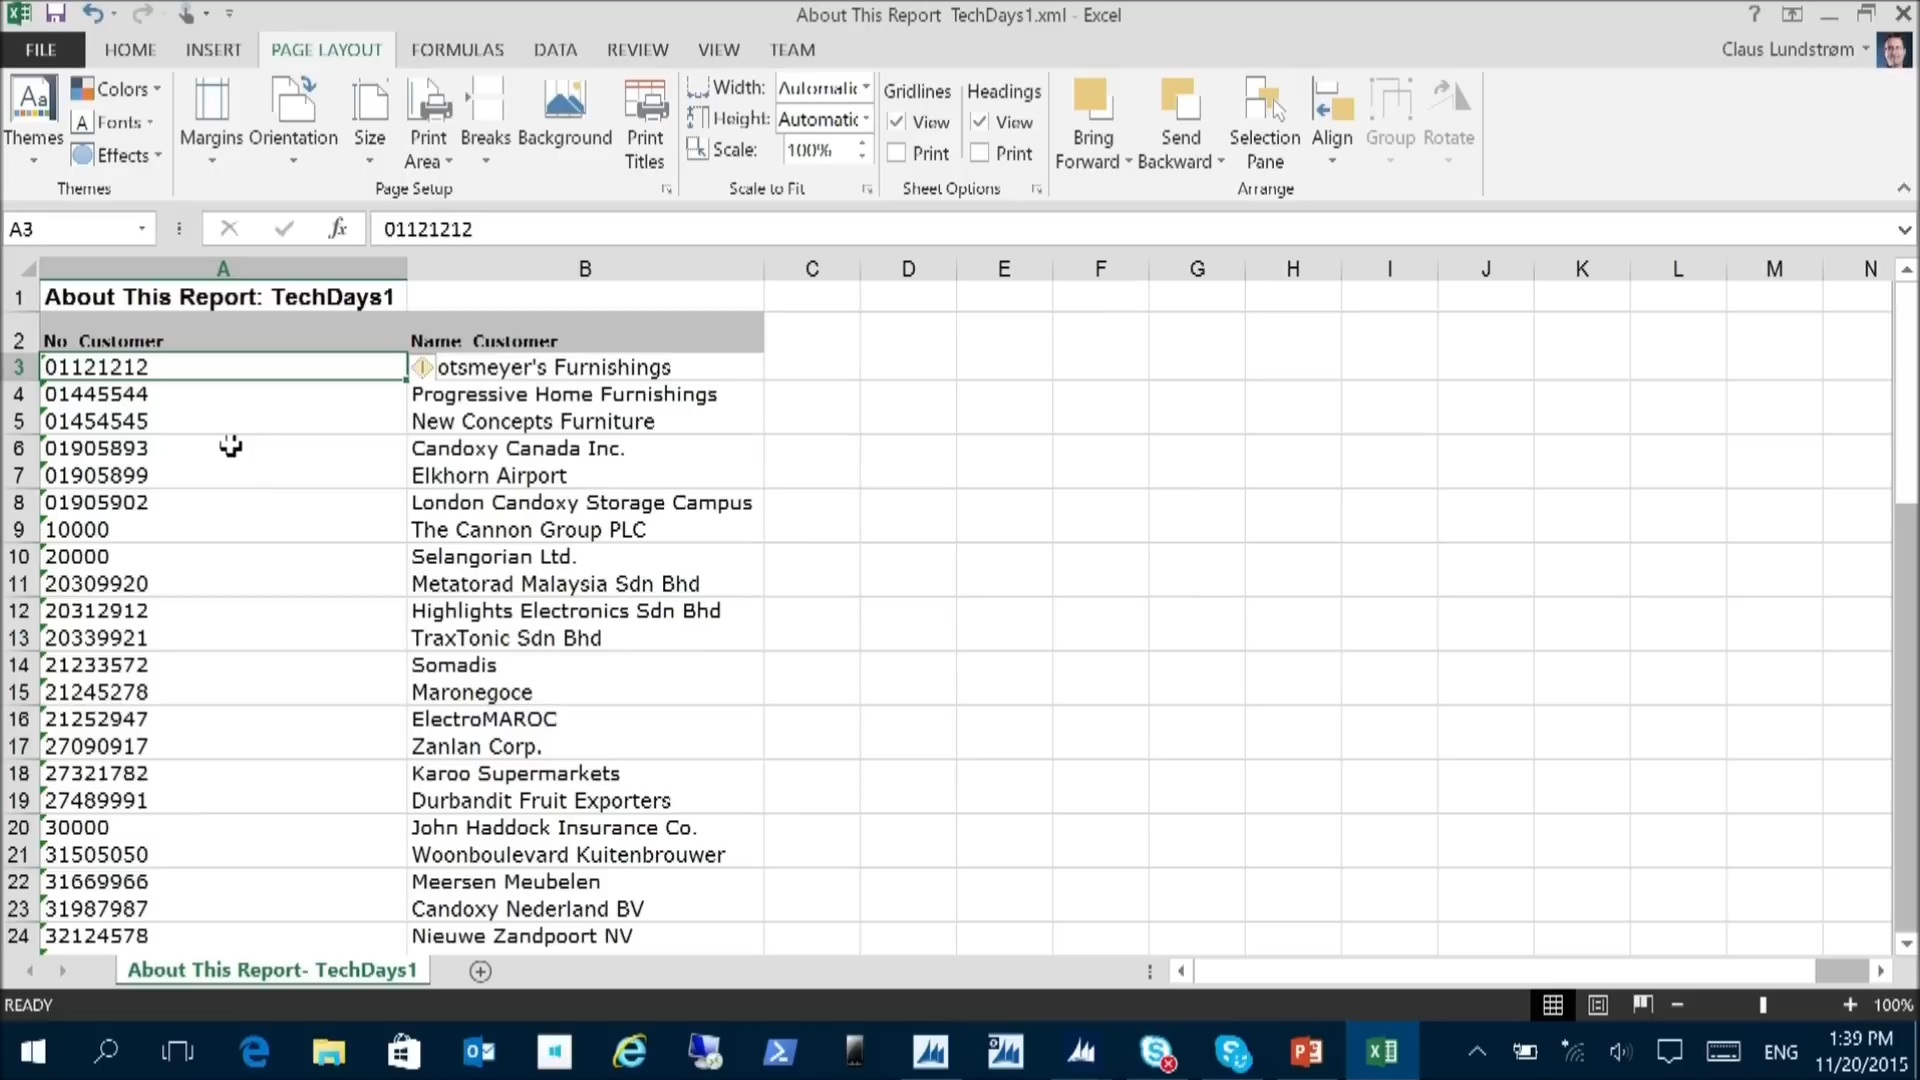 About This Report TechDays1.xml - Excel
FILE HOME INSERT PAGE LAYOUT FORMULAS DATA REVIEW VIEW TEAM Claus Lundstrøm
Aa Colors Width: Automatic Gridlines Headings
A Fonts Height: Automatic View View
Themes Effects Margins Orientation Size Print Area Breaks Background Print Titles Scale: 100% Print Print Bring Forward Send Backward Selection Pane Align Group Rotate
Themes Page Setup Scale to Fit Sheet Options Arrange
A3 fx 01121212
A B C D E F G H I J K L M N
1 About This Report: TechDays1
2 No_Customer Name_Customer
3 01121212 otsmeyer's Furnishings
4 01445544 Progressive Home Furnishings
5 01454545 New Concepts Furniture
6 01905893 Candoxy Canada Inc.
7 01905899 Elkhorn Airport
8 01905902 London Candoxy Storage Campus
9 10000 The Cannon Group PLC
10 20000 Selangorian Ltd.
11 20309920 Metatorad Malaysia Sdn Bhd
12 20312912 Highlights Electronics Sdn Bhd
13 20339921 TraxTonic Sdn Bhd
14 21233572 Somadis
15 21245278 Maronegoce
16 21252947 ElectroMAROC
17 27090917 Zanlan Corp.
18 27321782 Karoo Supermarkets
19 27489991 Durbandit Fruit Exporters
20 30000 John Haddock Insurance Co.
21 31505050 Woonboulevard Kuitenbrouwer
22 31669966 Meersen Meubelen
23 31987987 Candoxy Nederland BV
24 32124578 Nieuwe Zandpoort NV
About This Report- TechDays1
READY 100%
ENG 1:39 PM
11/20/2015